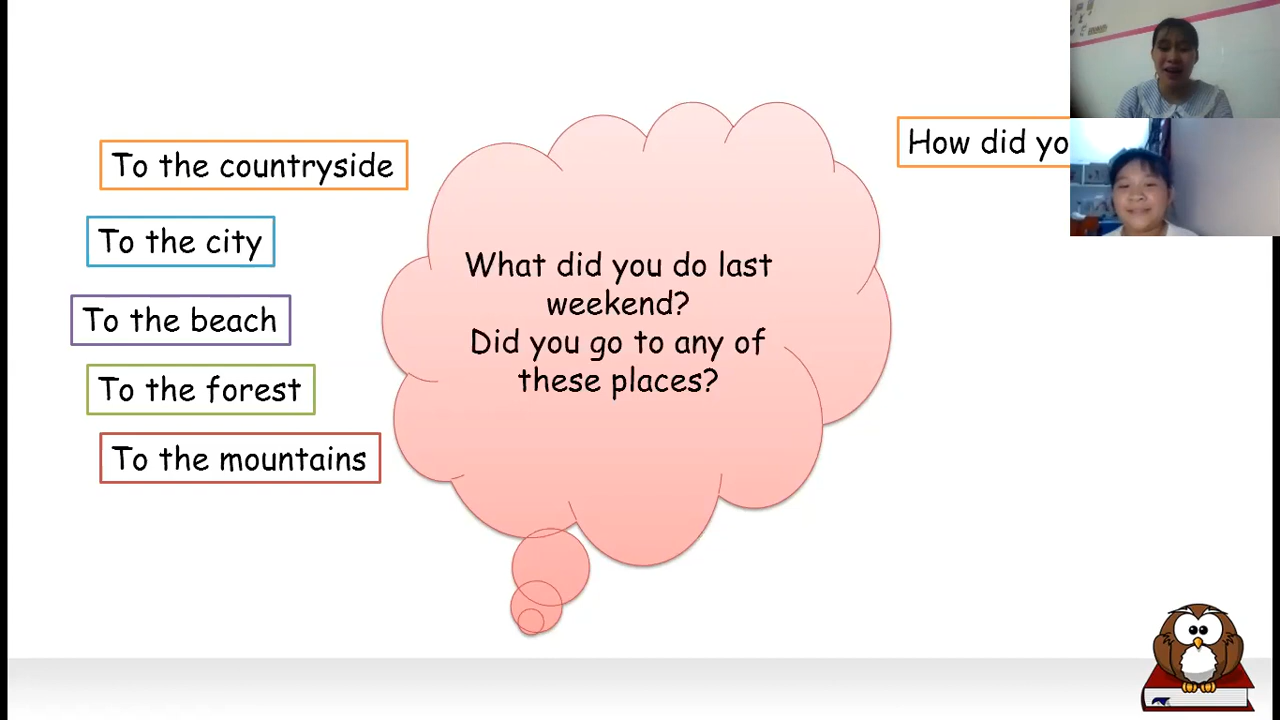 To the countryside
To the city
To the beach
To the forest
To the mountains
What did you do last
weekend?
Did you go to any of
these places?
How did yo